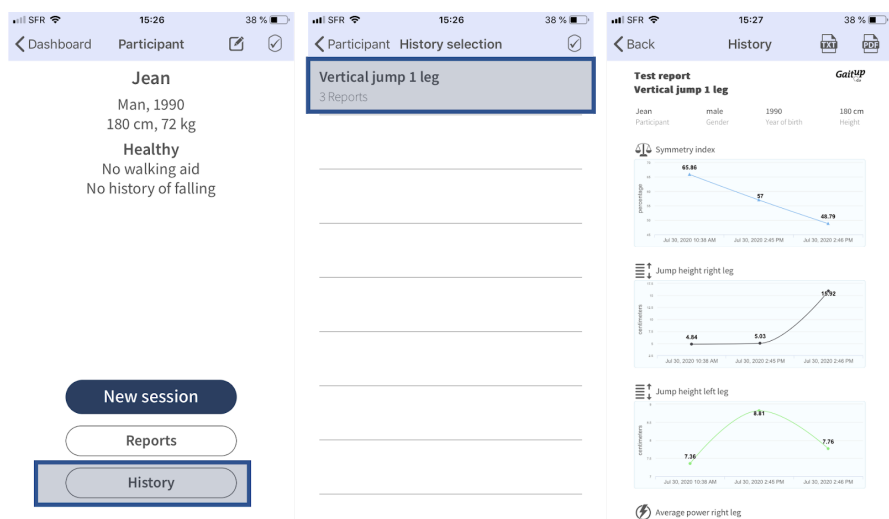 SFR 15:26 38 %
Dashboard Participant
Jean
Man, 1990
180 cm, 72 kg
Healthy
No walking aid
No history of falling
New session
Reports
History
SFR 15:26 38 %
Participant History selection
Vertical jump 1 leg
3 Reports
SFR 15:27 38 %
Back History TXT PDF
Test report Gaitup
Vertical jump 1 leg
Jean male 1990 180 cm
Participant Gender Year of birth Height
Symmetry index
percentage
65.86
57
48.79
Jul 30, 2020 10:38 AM Jul 30, 2020 2:45 PM Jul 30, 2020 2:46 PM
Jump height right leg
centimeters
4.84
5.03
15.92
Jul 30, 2020 10:38 AM Jul 30, 2020 2:45 PM Jul 30, 2020 2:46 PM
Jump height left leg
centimeters
7.36
8.81
7.76
Jul 30, 2020 10:38 AM Jul 30, 2020 2:45 PM Jul 30, 2020 2:46 PM
Average power right leg